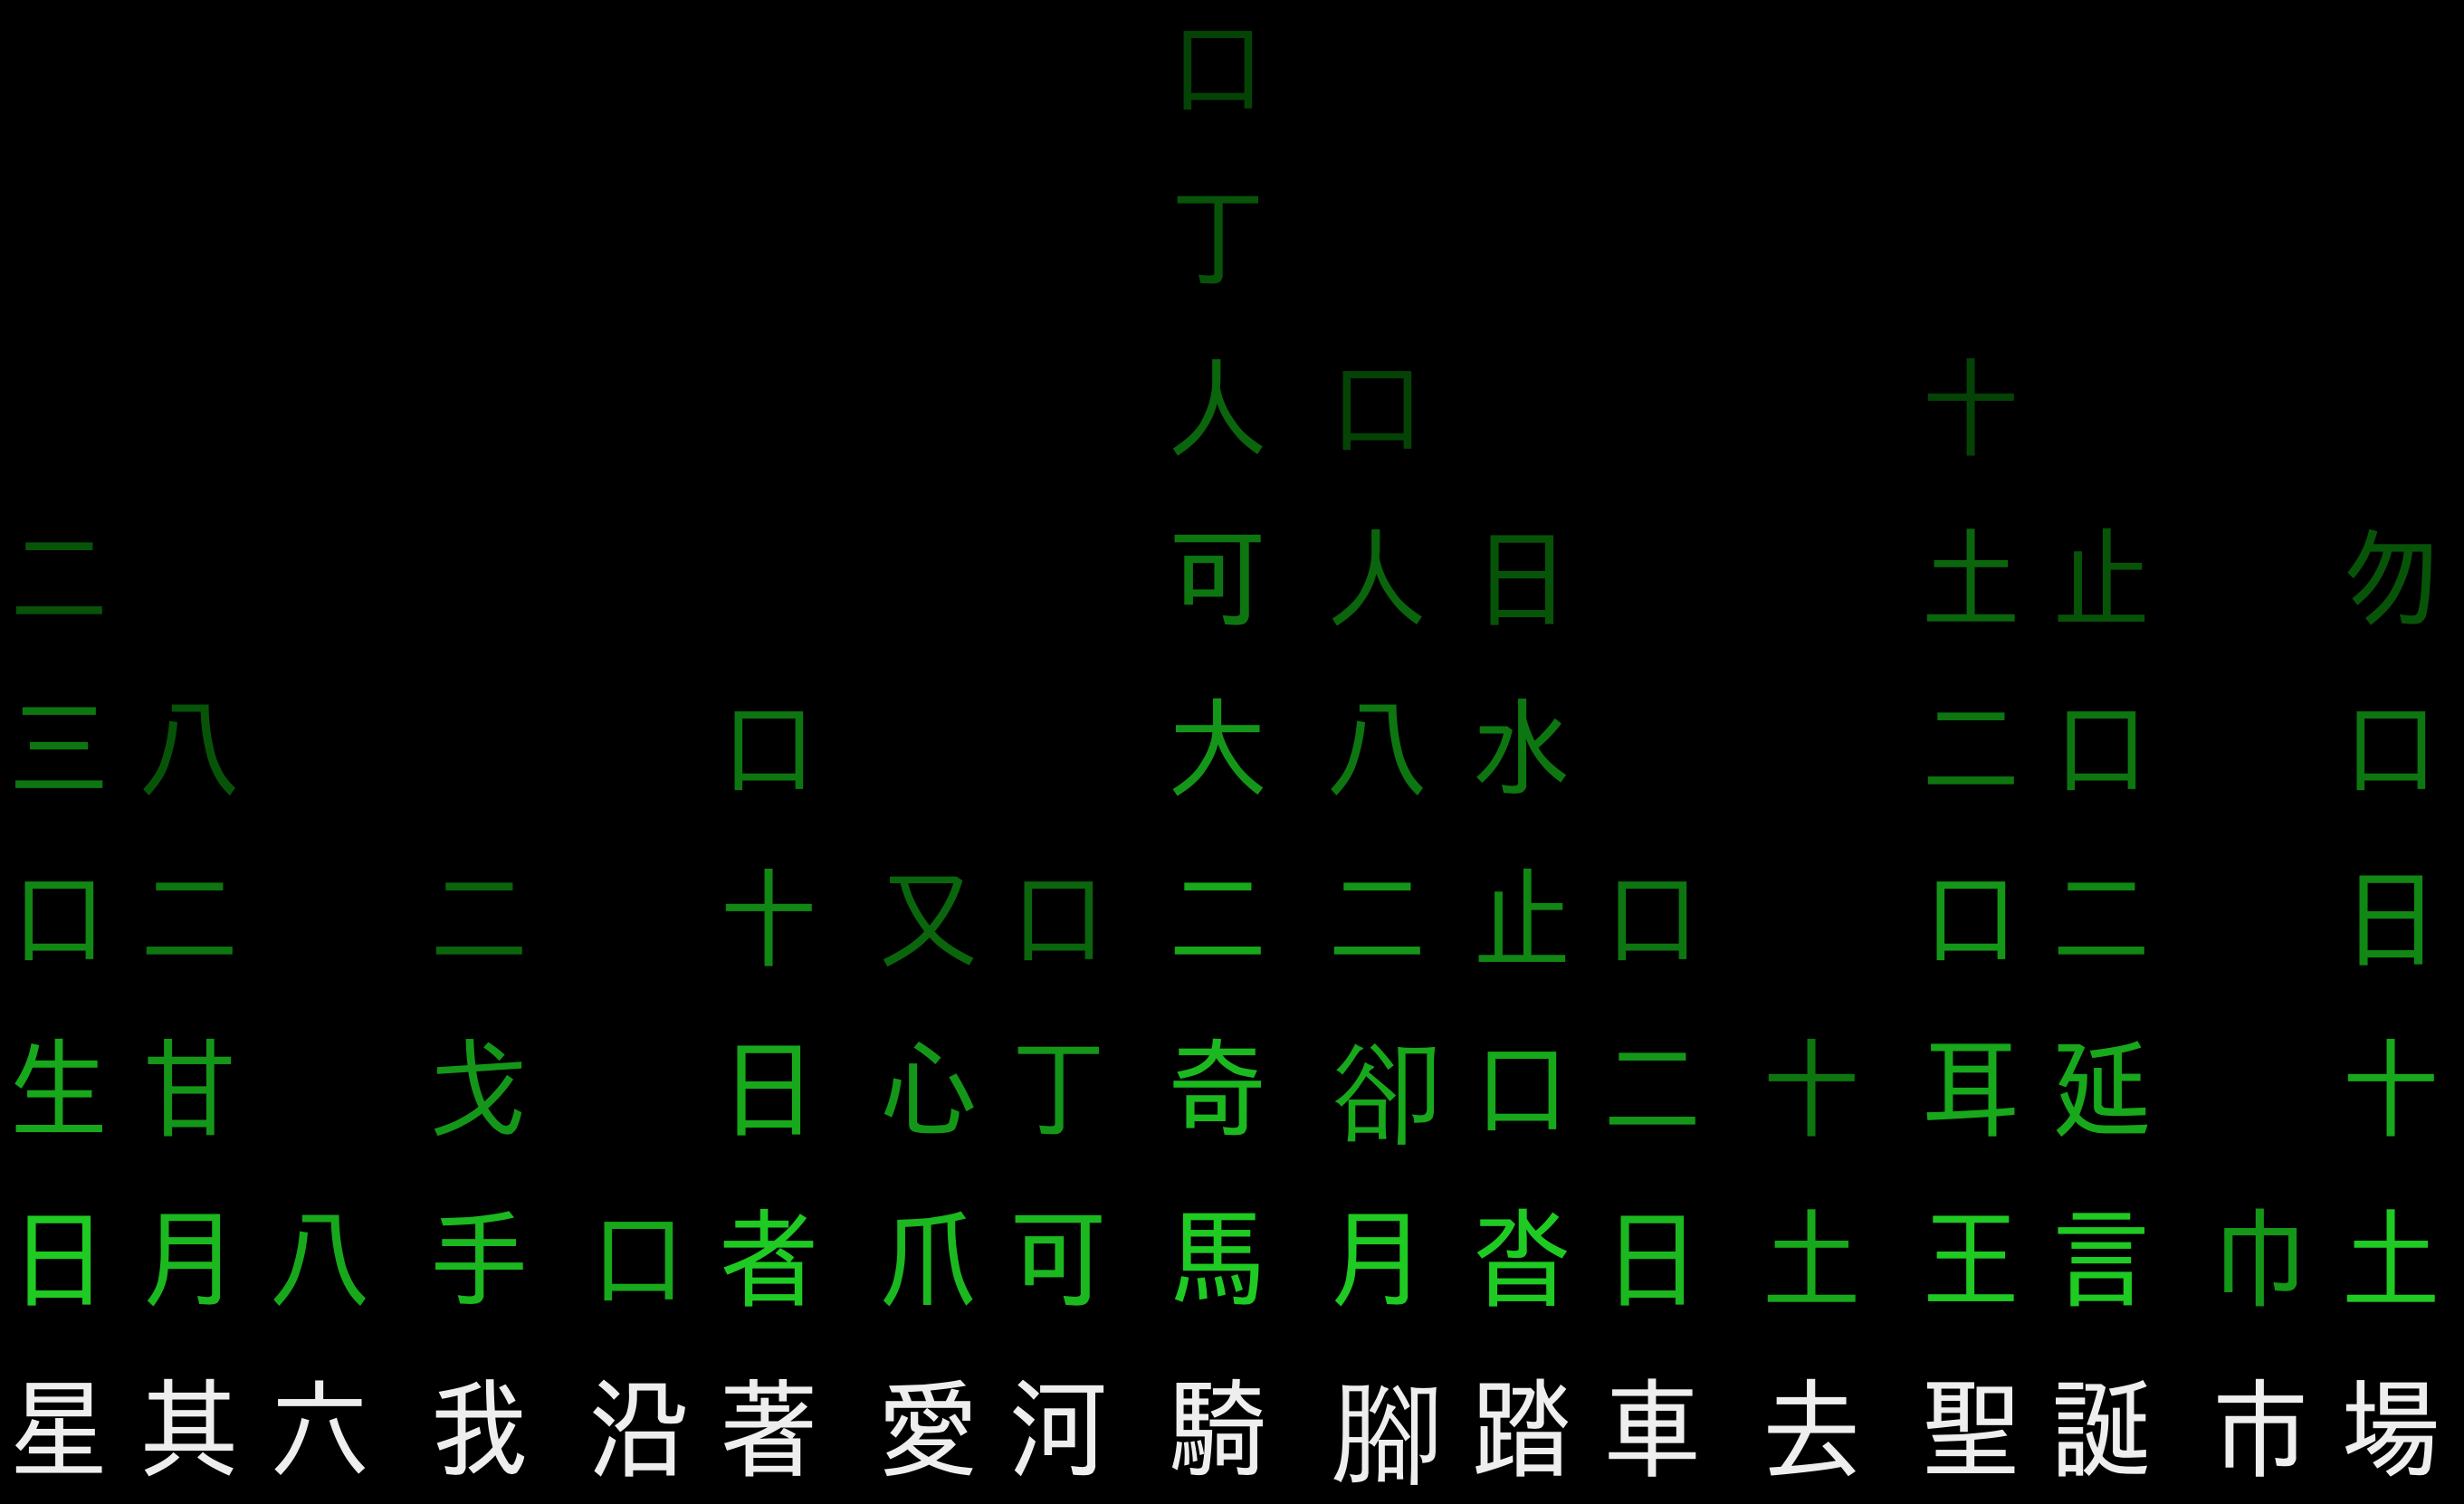 口
丁
人 口 十
二 可 人 日 土 止 勿
三 八 口 大 八 水 二 口 口
口 二 二 十 又 口 二 二 止 口 口 二 日
生 甘 戈 日 心 丁 奇 卻 口 二 十 耳 延 十
日 月 八 手 口 者 爪 可 馬 月 沓 日 土 王 言 巾 土
星 其 六 我 沿 著 愛 河 騎 腳 踏 車 去 聖 誕 市 場